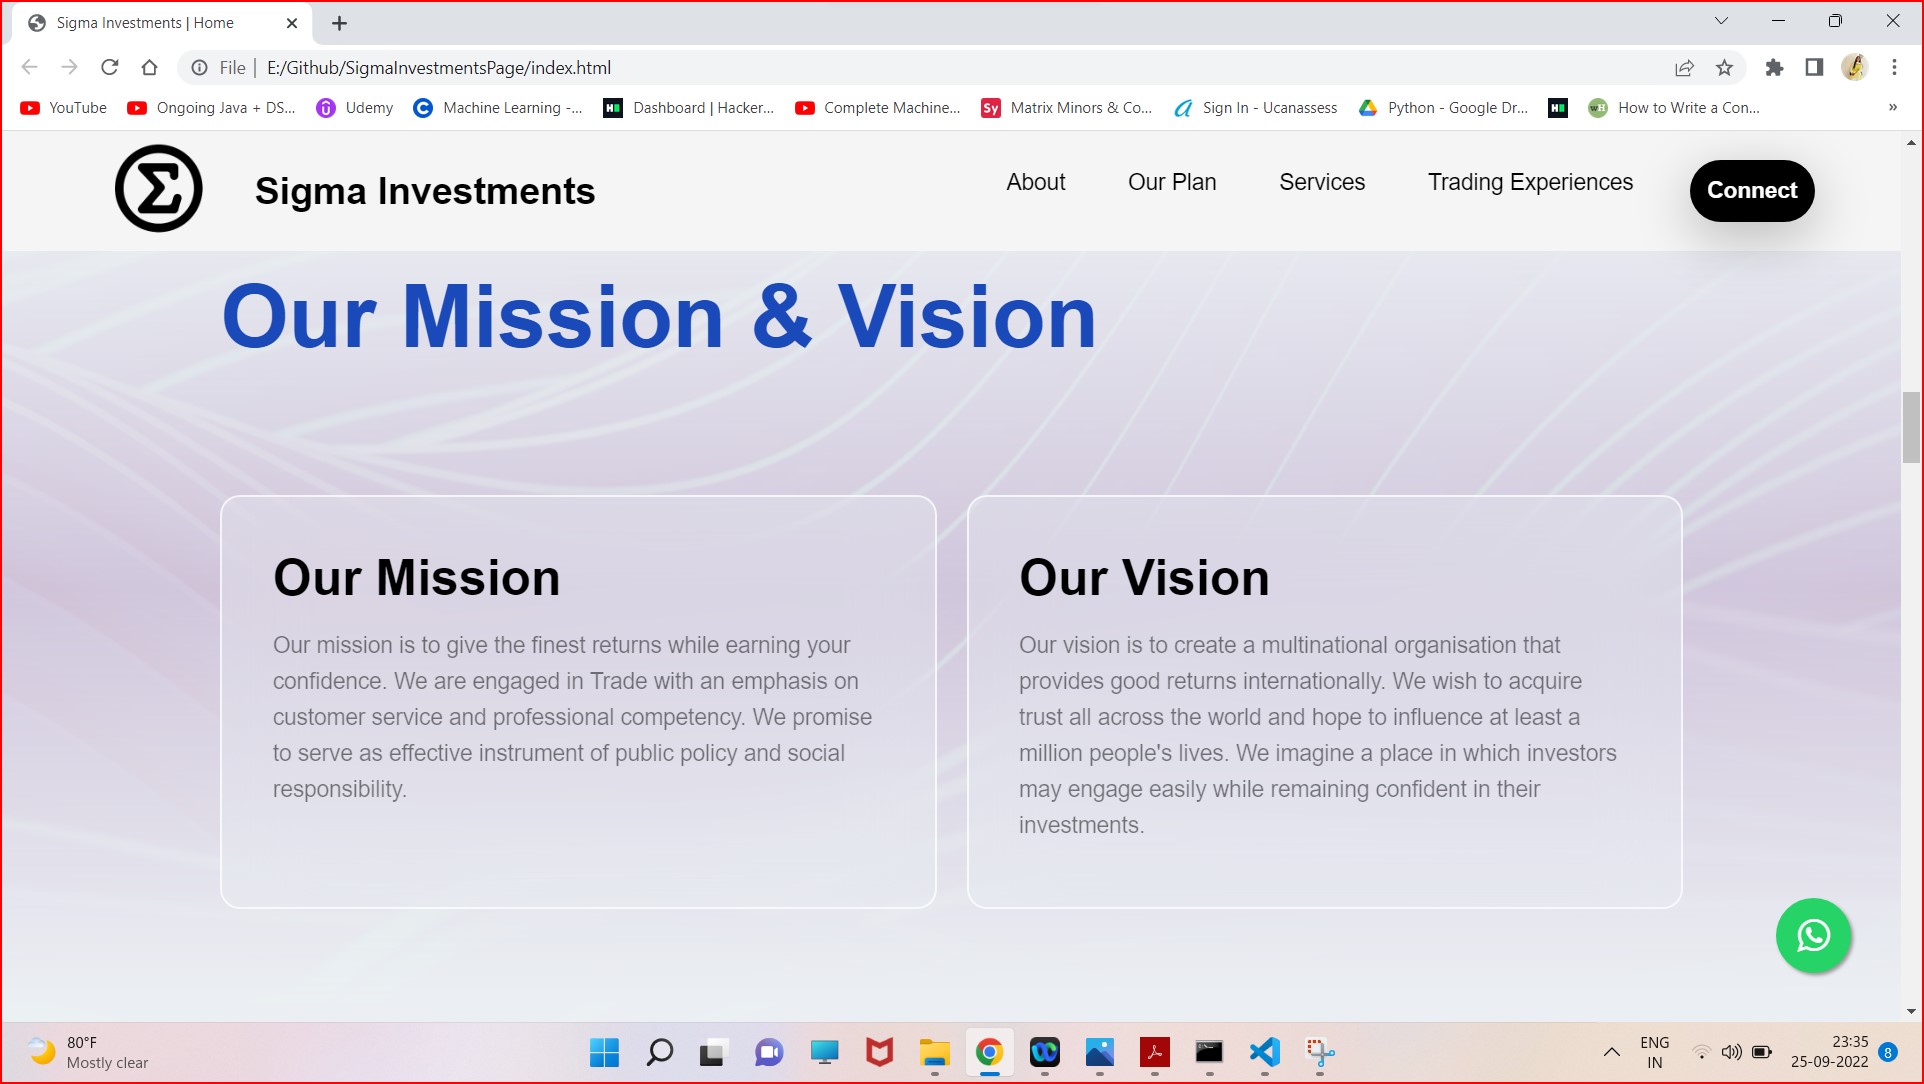 Sigma Investments | Home
File | E:/Github/SigmaInvestmentsPage/index.html
YouTube Ongoing Java + DS... Udemy Machine Learning -... Dashboard | Hacker... Complete Machine... Sy Matrix Minors & Co... Sign In - Ucanassess Python - Google Dr... How to Write a Con... »
Σ Sigma Investments About Our Plan Services Trading Experiences Connect
Our Mission & Vision
Our Mission
Our mission is to give the finest returns while earning your
confidence. We are engaged in Trade with an emphasis on
customer service and professional competency. We promise
to serve as effective instrument of public policy and social
responsibility.
Our Vision
Our vision is to create a multinational organisation that
provides good returns internationally. We wish to acquire
trust all across the world and hope to influence at least a
million people's lives. We imagine a place in which investors
may engage easily while remaining confident in their
investments.
80°F
Mostly clear
ENG
IN
23:35
25-09-2022
8